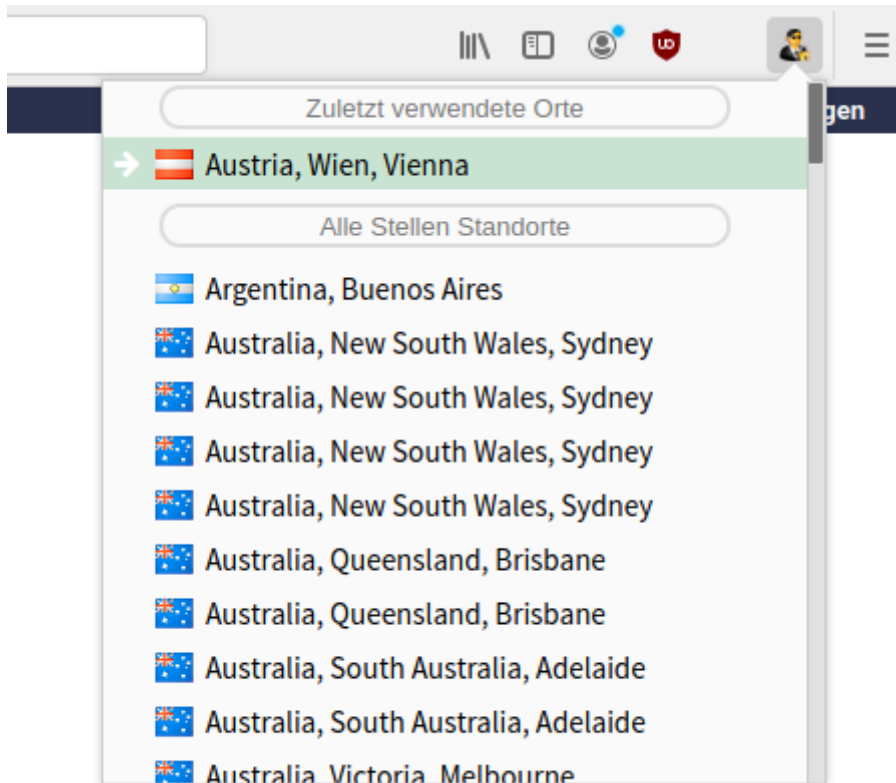 Zuletzt verwendete Orte
gen
Austria, Wien, Vienna
Alle Stellen Standorte
Argentina, Buenos Aires
Australia, New South Wales, Sydney
Australia, New South Wales, Sydney
Australia, New South Wales, Sydney
Australia, New South Wales, Sydney
Australia, Queensland, Brisbane
Australia, Queensland, Brisbane
Australia, South Australia, Adelaide
Australia, South Australia, Adelaide
Australia, Victoria, Melbourne